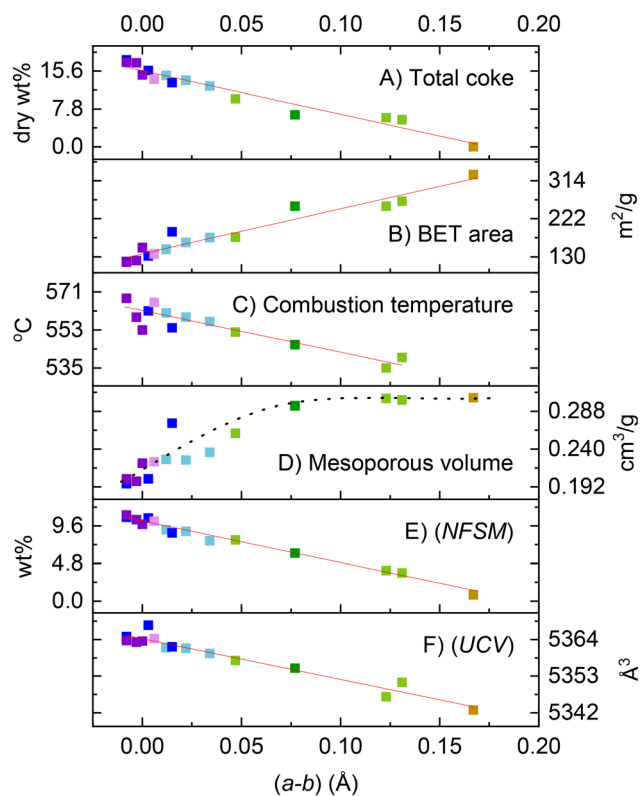 0.00 0.05 0.10 0.15 0.20
dry wt%
15.6
7.8
0.0
A) Total coke
314
222
130
m²/g
B) BET area
ºC
571
553
535
C) Combustion temperature
0.288
0.240
0.192
cm³/g
D) Mesoporous volume
wt%
9.6
4.8
0.0
E) (NFSM)
F) (UCV)
5364
5353
5342
Å³
0.00 0.05 0.10 0.15 0.20
(a-b) (Å)